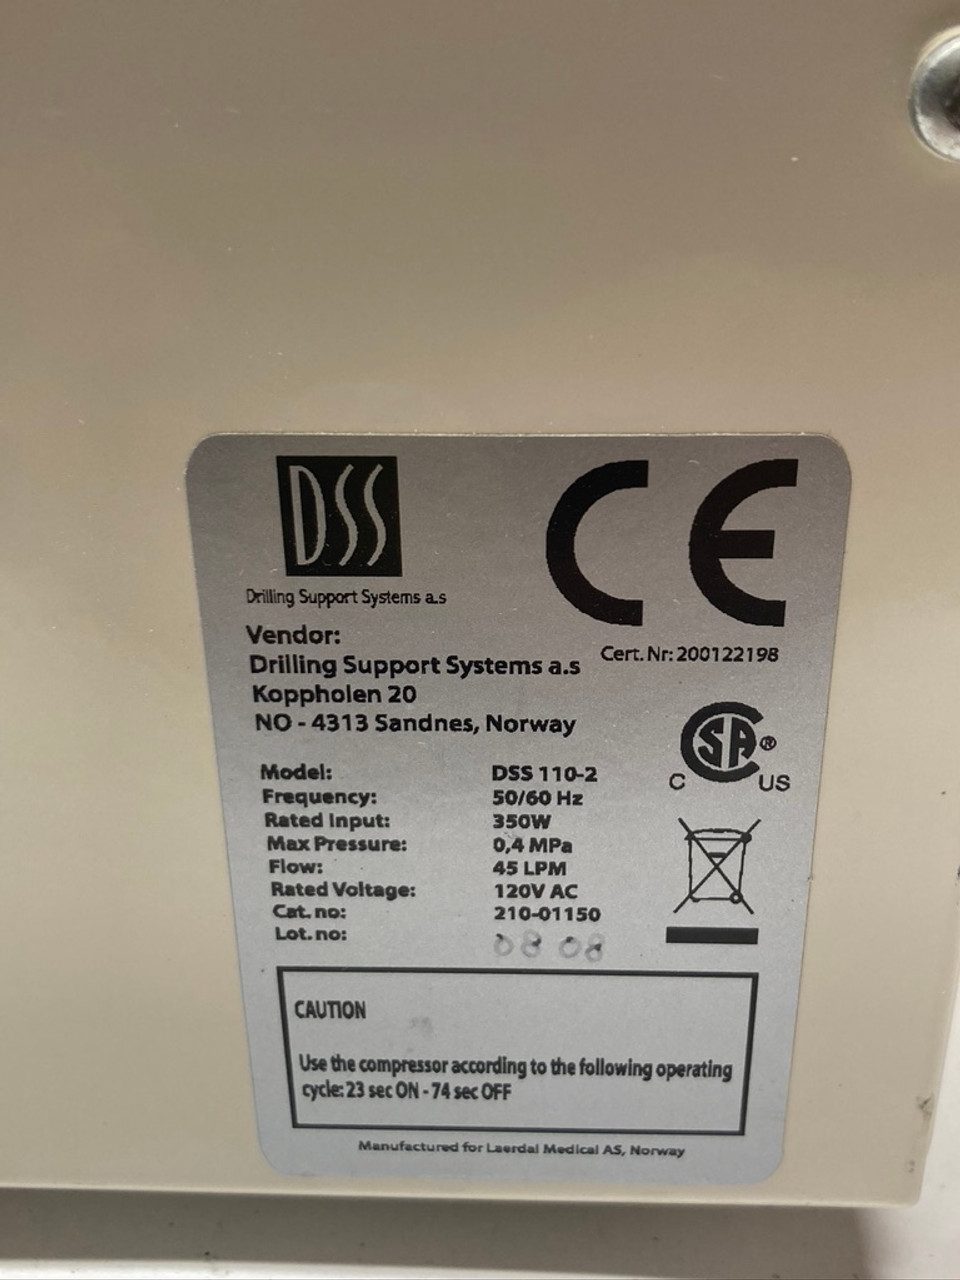 DSS
CE
Drilling Support Systems a.s
Vendor:
Drilling Support Systems a.s
Koppholen 20
NO - 4313 Sandnes, Norway
Cert. Nr: 200122198
CSA ®
C US
Model: DSS 110-2
Frequency: 50/60 Hz
Rated Input: 350W
Max Pressure: 0,4 MPa
Flow: 45 LPM
Rated Voltage: 120V AC
Cat. no: 210-01150
Lot. no: 08 08
CAUTION
Use the compressor according to the following operating
cycle: 23 sec ON - 74 sec OFF
Manufactured for Laerdal Medical AS, Norway